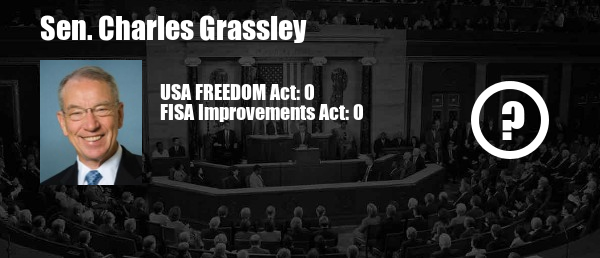 Sen. Charles Grassley
USA FREEDOM Act: 0
FISA Improvements Act: 0
?